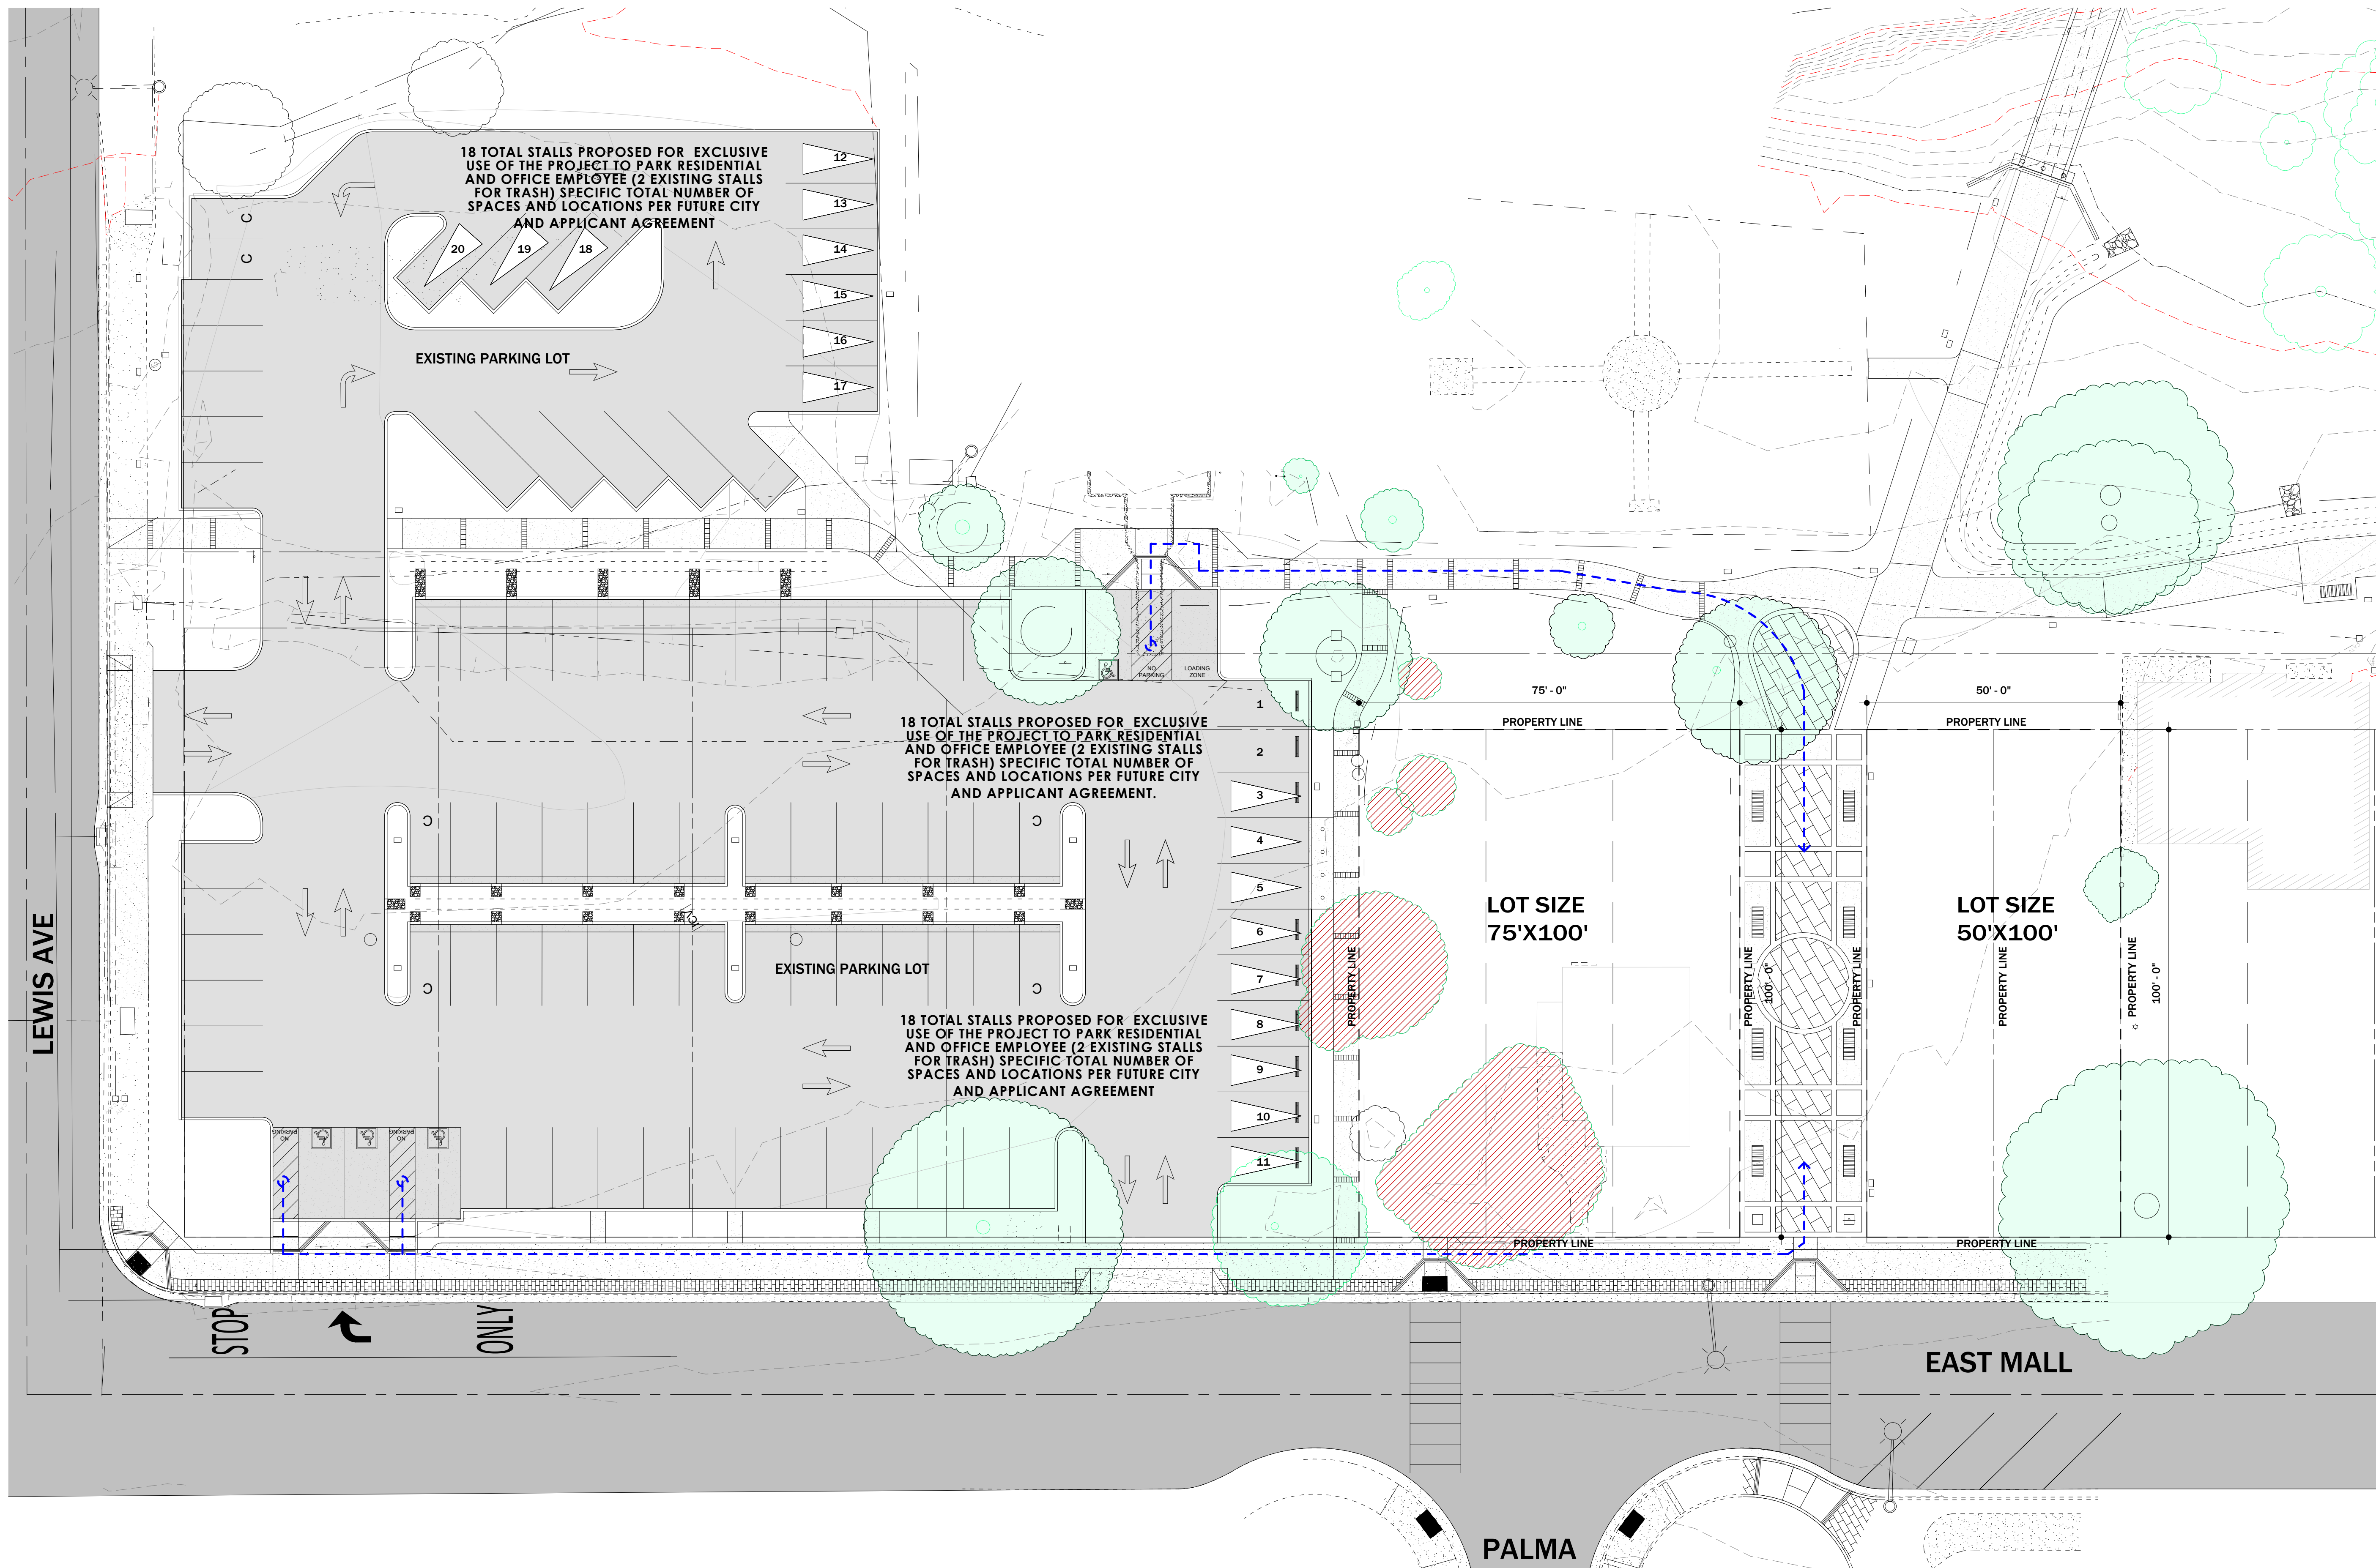 18 TOTAL STALLS PROPOSED FOR EXCLUSIVE
USE OF THE PROJECT TO PARK RESIDENTIAL
AND OFFICE EMPLOYEE (2 EXISTING STALLS
FOR TRASH) SPECIFIC TOTAL NUMBER OF
SPACES AND LOCATIONS PER FUTURE CITY
AND APPLICANT AGREEMENT
12
13
14
15
16
17
20
19
18
C
C
EXISTING PARKING LOT
NO
PARKING
LOADING
ZONE
1
2
3
4
5
6
7
8
9
10
11
18 TOTAL STALLS PROPOSED FOR EXCLUSIVE
USE OF THE PROJECT TO PARK RESIDENTIAL
AND OFFICE EMPLOYEE (2 EXISTING STALLS
FOR TRASH) SPECIFIC TOTAL NUMBER OF
SPACES AND LOCATIONS PER FUTURE CITY
AND APPLICANT AGREEMENT.
C
C
C
C
EXISTING PARKING LOT
18 TOTAL STALLS PROPOSED FOR EXCLUSIVE
USE OF THE PROJECT TO PARK RESIDENTIAL
AND OFFICE EMPLOYEE (2 EXISTING STALLS
FOR TRASH) SPECIFIC TOTAL NUMBER OF
SPACES AND LOCATIONS PER FUTURE CITY
AND APPLICANT AGREEMENT
NO
PARKING
NO
PARKING
75' - 0"
50' - 0"
PROPERTY LINE
PROPERTY LINE
LOT SIZE
75'X100'
LOT SIZE
50'X100'
PROPERTY LINE
PROPERTY LINE
100' - 0"
PROPERTY LINE
PROPERTY LINE
PROPERTY LINE
100' - 0"
PROPERTY LINE
PROPERTY LINE
LEWIS AVE
STOP
ONLY
EAST MALL
PALMA